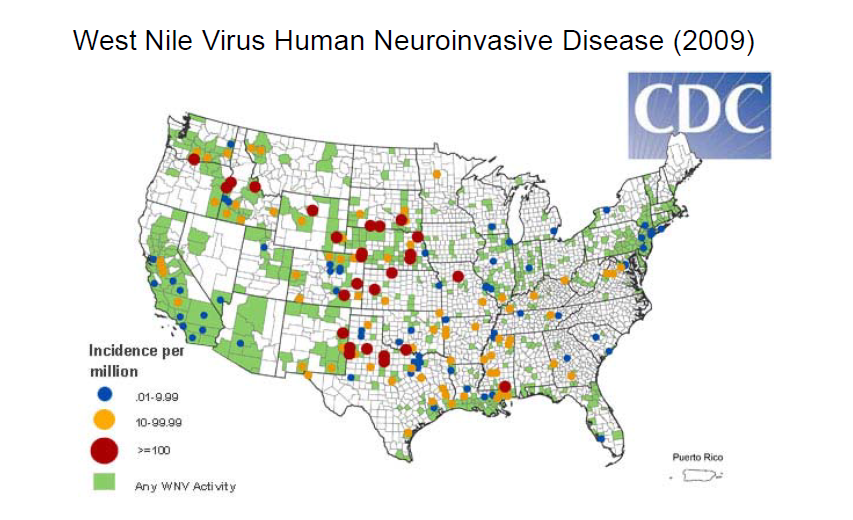 West Nile Virus Human Neuroinvasive Disease (2009)
CDC
Incidence per
million
.01-9.99
10-99.99
>=100
Any WNV Activity
Puerto Rico